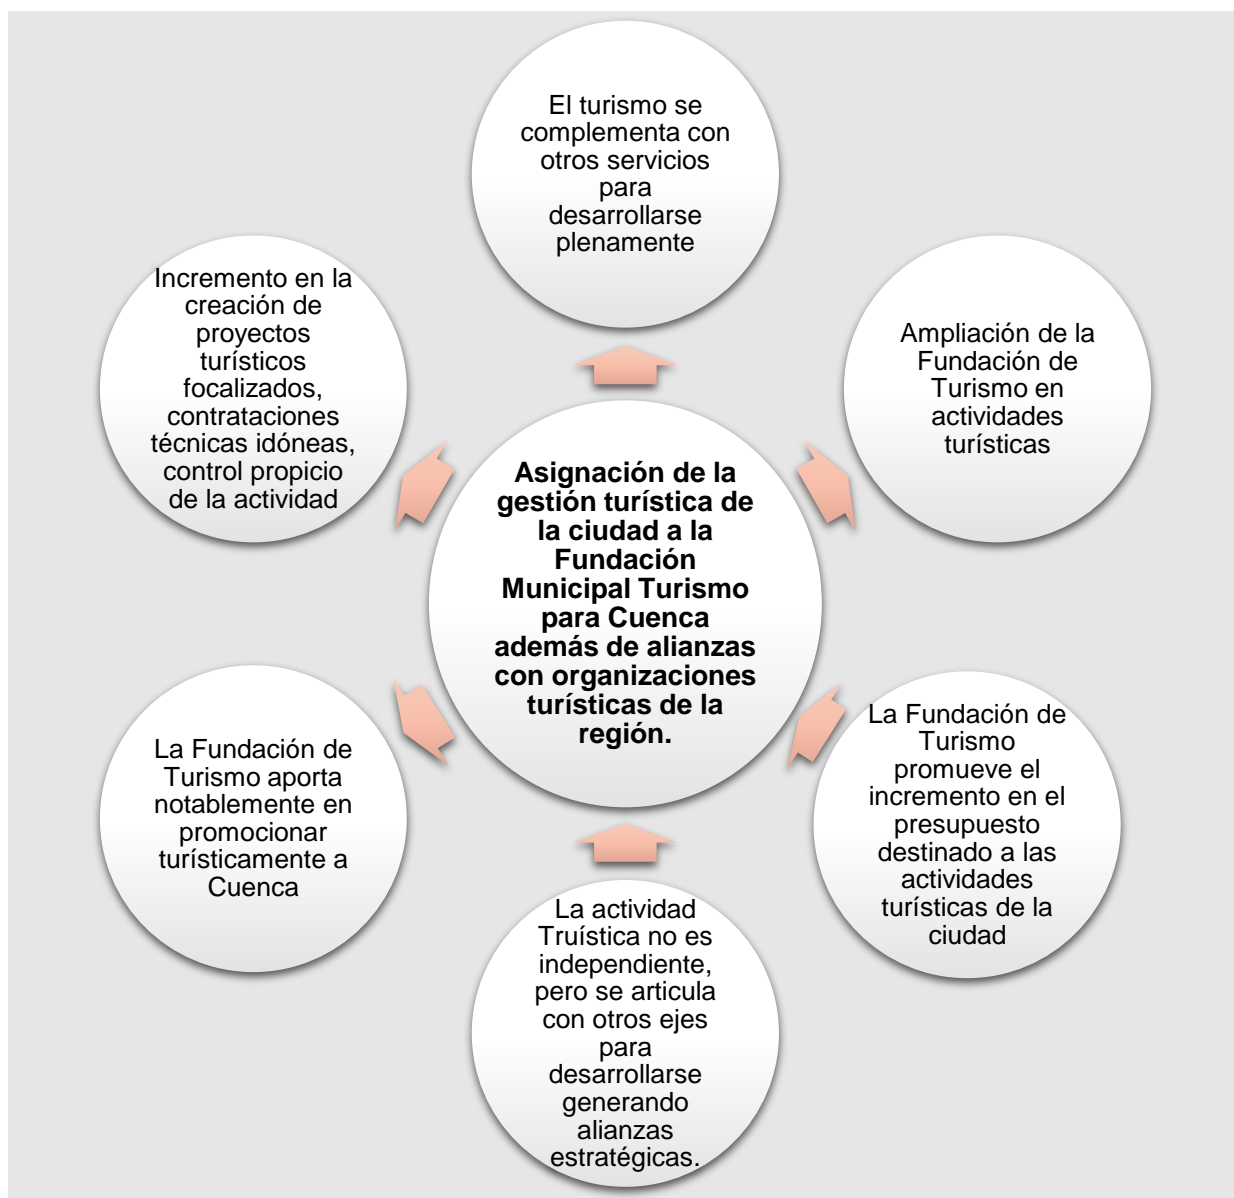 El turismo se
complementa con
otros servicios
para
desarrollarse
plenamente
Incremento en la
creación de
proyectos
turísticos
focalizados,
contrataciones
técnicas idóneas,
control propicio
de la actividad
Ampliación de la
Fundación de
Turismo en
actividades
turísticas
Asignación de la
gestión turística de
la ciudad a la
Fundación
Municipal Turismo
para Cuenca
además de alianzas
con organizaciones
turísticas de la
región.
La Fundación de
Turismo aporta
notablemente en
promocionar
turísticamente a
Cuenca
La Fundación de
Turismo
promueve el
incremento en el
presupuesto
destinado a las
actividades
turísticas de la
ciudad
La actividad
Truística no es
independiente,
pero se articula
con otros ejes
para
desarrollarse
generando
alianzas
estratégicas.